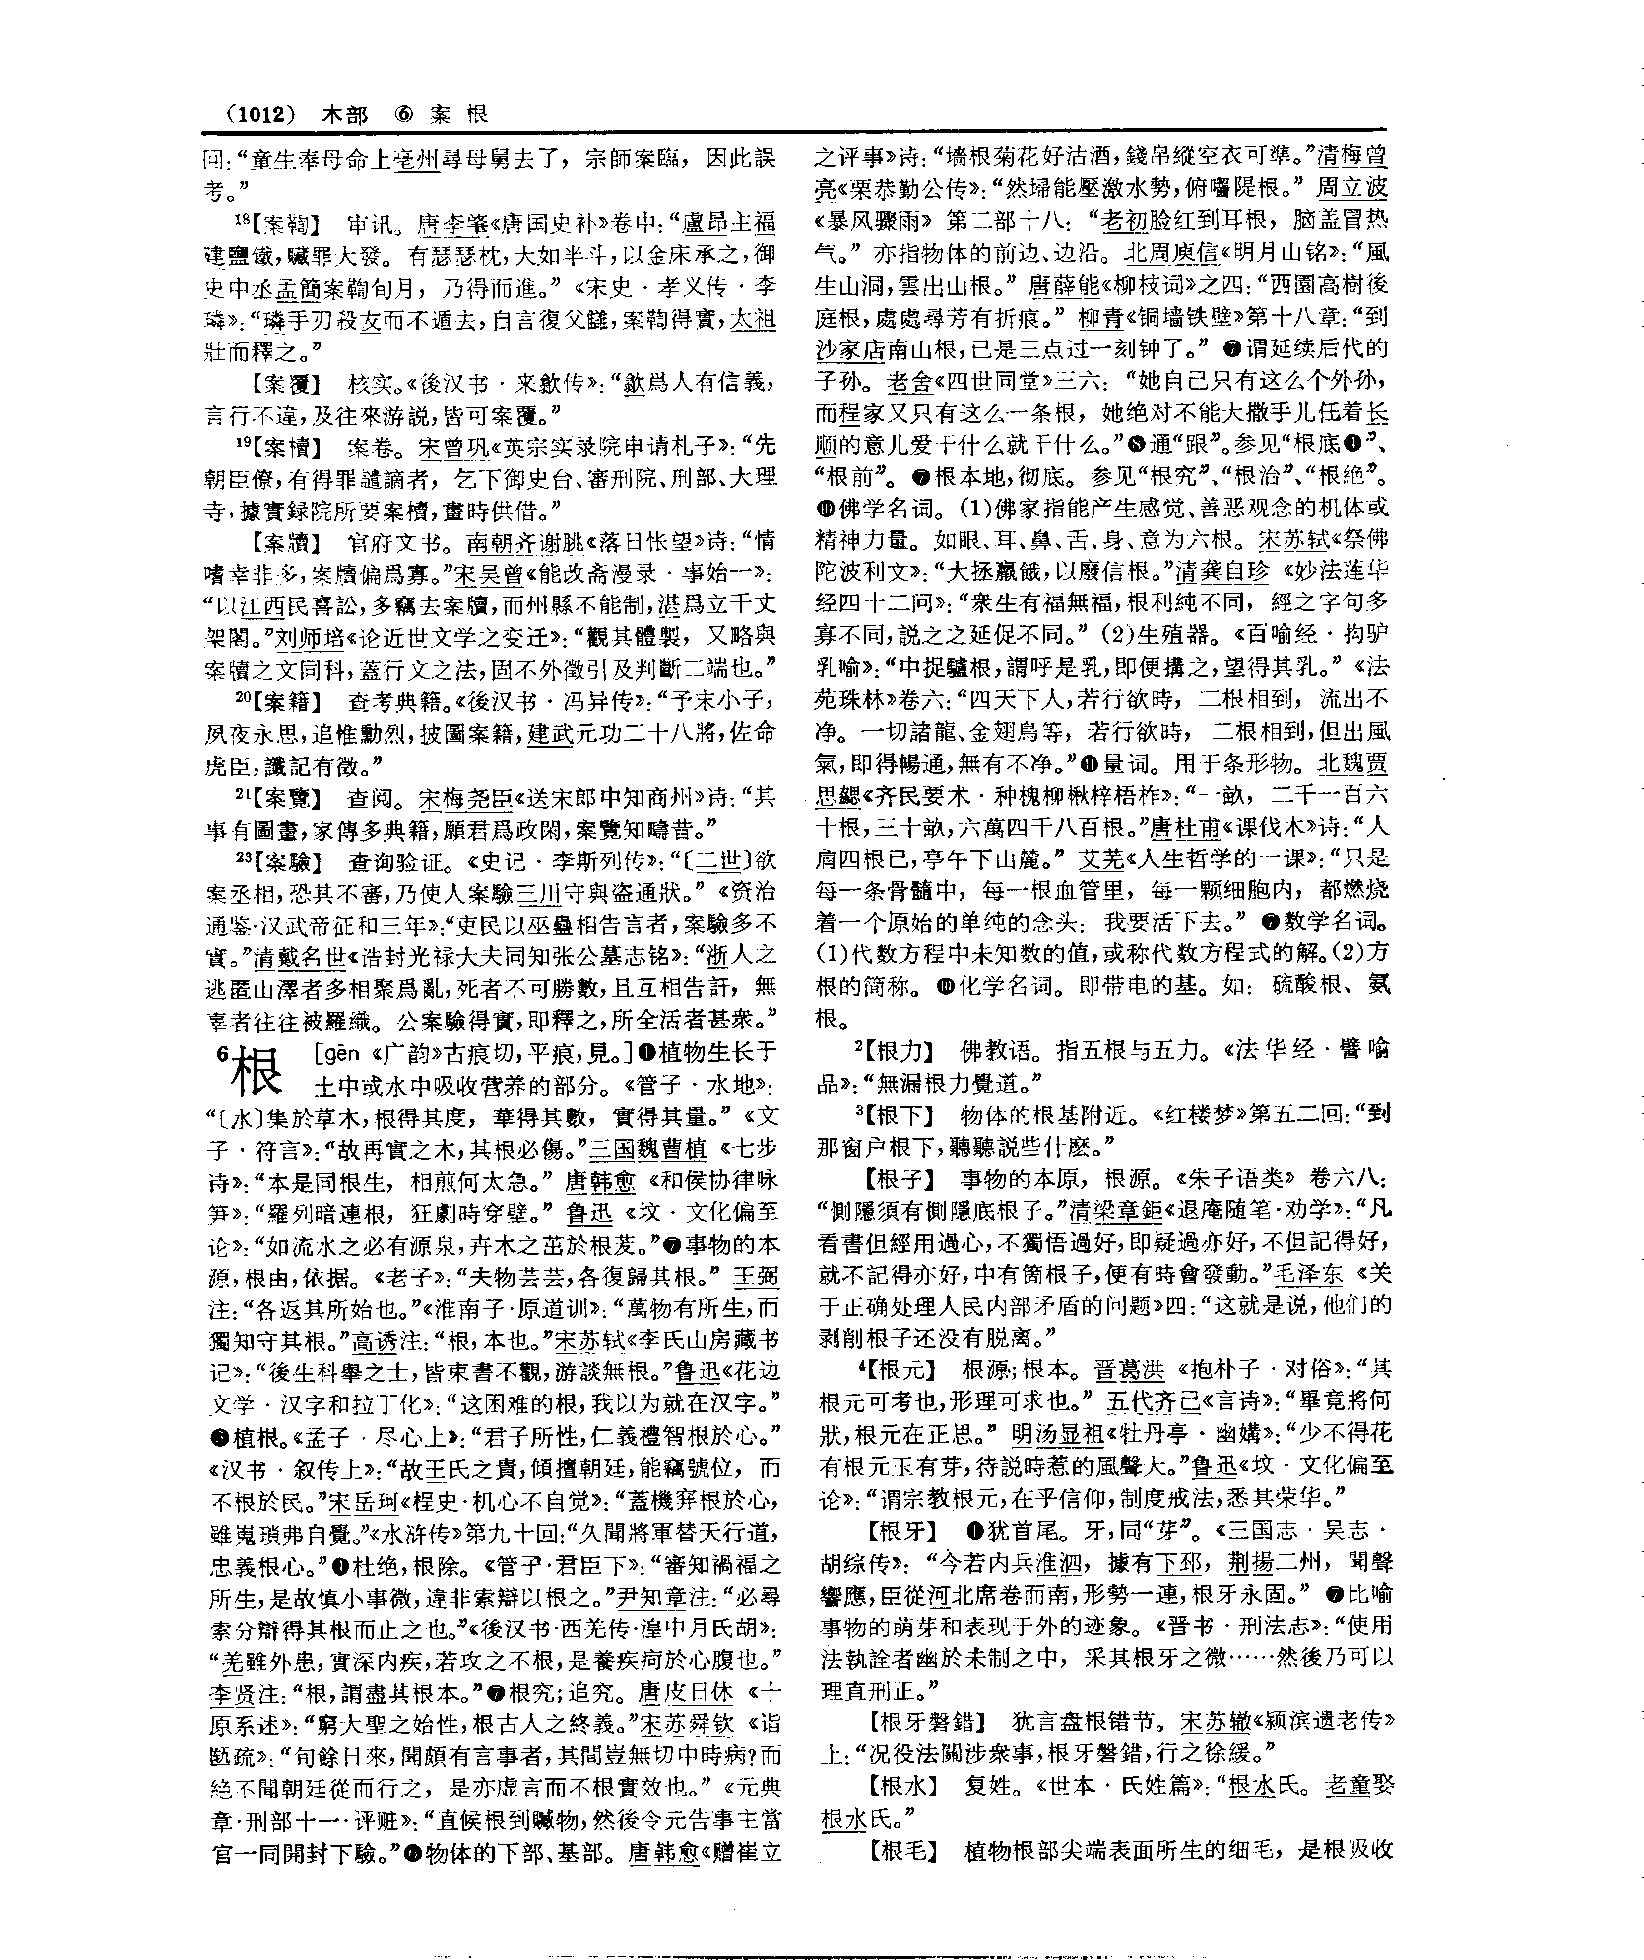 (1012) 木部 ⑥ 案 根
回：“童生奉母命上亳州尋母舅去了，宗師案臨，因此誤
考。”
18【案鞫】 审讯。唐李肇《唐国史补》卷中：“盧昂主福
建鹽鐵，贓罪大發。有瑟瑟枕，大如半斗，以金床承之，御
史中丞孟簡案鞫旬月，乃得而進。”《宋史·孝义传·李
璘》：“璘手刃殺友而不遁去，自言復父讎，案鞫得實，太祖
壯而釋之。”
【案覆】 核实。《後汉书·来歙传》：“歙爲人有信義，
言行不違，及往來游説，皆可案覆。”
19【案櫝】 案卷。宋曾巩《英宗实录院申请札子》：“先
朝臣僚，有得罪譴謫者，乞下御史台、審刑院、刑部、大理
寺，據實録院所要案櫝，畫時供借。”
【案牘】 官府文书。南朝齐谢朓《落日怅望》诗：“情
嗜幸非多，案牘偏爲寡。”宋吴曾《能改斋漫录·事始一》：
“以江西民喜訟，多竊去案牘，而州縣不能制，湛爲立千丈
架閣。”刘师培《论近世文学之变迁》：“觀其體製，又略與
案牘之文同科，蓋行文之法，固不外徵引及判斷二端也。”
20【案籍】 查考典籍。《後汉书·冯异传》：“予末小子，
夙夜永思，追惟勳烈，披圖案籍，建武元功二十八將，佐命
虎臣，讖記有徵。”
21【案覽】 查阅。宋梅尧臣《送宋郎中知商州》诗：“其
事有圖畫，家傳多典籍，願君爲政閑，案覽知疇昔。”
23【案驗】 查询验证。《史记·李斯列传》：“〔二世〕欲
案丞相，恐其不審，乃使人案驗三川守與盗通狀。”《资治
通鉴·汉武帝征和三年》：“吏民以巫蠱相告言者，案驗多不
實。”清戴名世《浩封光禄大夫同知张公墓志铭》：“浙人之
逃匿山澤者多相聚爲亂，死者不可勝數，且互相告訐，無
辜者往往被羅織。公案驗得實，即釋之，所全活者甚衆。”
6根 [gēn《广韵》古痕切，平痕，見。]❶植物生长于
土中或水中吸收营养的部分。《管子·水地》：
“〔水〕集於草木，根得其度，華得其數，實得其量。”《文
子·符言》：“故再實之木，其根必傷。”三国魏曹植《七步
诗》：“本是同根生，相煎何太急。”唐韩愈《和侯协律咏
笋》：“羅列暗連根，狂劇時穿壁。”鲁迅《坟·文化偏至
论》：“如流水之必有源泉，卉木之茁於根茇。”❷事物的本
源，根由，依据。《老子》：“夫物芸芸，各復歸其根。”王弼
注：“各返其所始也。”《淮南子·原道训》：“萬物有所生，而
獨知守其根。”高诱注：“根，本也。”宋苏轼《李氏山房藏书
记》：“後生科舉之士，皆束書不觀，游談無根。”鲁迅《花边
文学·汉字和拉丁化》：“这困难的根，我以为就在汉字。”
❸植根。《孟子·尽心上》：“君子所性，仁義禮智根於心。”
《汉书·叙传上》：“故王氏之貴，傾擅朝廷，能竊號位，而
不根於民。”宋岳珂《桯史·机心不自觉》：“蓋機穽根於心，
雖嵬瑣弗自覺。”《水浒传》第九十回：“久聞將軍替天行道，
忠義根心。”❹杜绝，根除。《管子·君臣下》：“審知禍福之
所生，是故慎小事微，違非索辯以根之。”尹知章注：“必尋
索分辯得其根而止之也。”《後汉书·西羌传·湟中月氏胡》：
“羌雖外患，實深内疾，若攻之不根，是養疾痾於心腹也。”
李贤注：“根，謂盡其根本。”❺根究；追究。唐皮日休《十
原系述》：“窮大聖之始性，根古人之終義。”宋苏舜钦《诣
匦疏》：“旬餘日來，聞頗有言事者，其間豈無切中時病？而
絶不聞朝廷從而行之，是亦虚言而不根實效也。”《元典
章·刑部十一·评赃》：“直候根到贓物，然後令元告事主當
官一同開封下驗。”❻物体的下部、基部。唐韩愈《赠崔立
之评事》诗：“墻根菊花好沽酒，錢帛縱空衣可準。”清梅曾
亮《栗恭勤公传》：“然埽能壓激水勢，俯囓隄根。”周立波
《暴风骤雨》第二部十八：“老初脸红到耳根，脑盖冒热
气。”亦指物体的前边、边沿。北周庾信《明月山铭》：“風
生山洞，雲出山根。”唐薛能《柳枝词》之四：“西園高樹後
庭根，處處尋芳有折痕。”柳青《铜墙铁壁》第十八章：“到
沙家店南山根，已是三点过一刻钟了。”❼谓延续后代的
子孙。老舍《四世同堂》三六：“她自己只有这么个外孙，
而程家又只有这么一条根，她绝对不能大撒手儿任着长
顺的意儿爱干什么就干什么。”❽通“跟”。参见“根底❶”、
“根前”。❾根本地，彻底。参见“根究”、“根治”、“根绝”。
❿佛学名词。(1)佛家指能产生感觉、善恶观念的机体或
精神力量。如眼、耳、鼻、舌、身、意为六根。宋苏轼《祭佛
陀波利文》：“大拯羸餓，以廢信根。”清龚自珍《妙法莲华
经四十二问》：“衆生有福無福，根利純不同，經之字句多
寡不同，説之之延促不同。”(2)生殖器。《百喻经·抅驴
乳喻》：“中捉驢根，謂呼是乳，即便搆之，望得其乳。”《法
苑珠林》卷六：“四天下人，若行欲時，二根相到，流出不
净。一切諸龍、金翅鳥等，若行欲時，二根相到，但出風
氣，即得暢通，無有不净。”⓫量词。用于条形物。北魏贾
思勰《齐民要术·种槐柳楸梓梧柞》：“一畝，二千一百六
十根，三十畝，六萬四千八百根。”唐杜甫《课伐木》诗：“人
肩四根已，亭午下山麓。”艾芜《人生哲学的一课》：“只是
每一条骨髓中，每一根血管里，每一颗细胞内，都燃烧
着一个原始的单纯的念头：我要活下去。”⓬数学名词。
(1)代数方程中未知数的值，或称代数方程式的解。(2)方
根的简称。⓭化学名词。即带电的基。如：硫酸根、氨
根。
2【根力】 佛教语。指五根与五力。《法华经·譬喻
品》：“無漏根力覺道。”
3【根下】 物体的根基附近。《红楼梦》第五二回：“到
那窗户根下，聽聽説些什麽。”
【根子】 事物的本原，根源。《朱子语类》卷六八：
“惻隱須有惻隱底根子。”清梁章鉅《退庵随笔·劝学》：“凡
看書但經用過心，不獨悟過好，即疑過亦好，不但記得好，
就不記得亦好，中有箇根子，便有時會發動。”毛泽东《关
于正确处理人民内部矛盾的问题》四：“这就是说，他们的
剥削根子还没有脱离。”
4【根元】 根源；根本。晋葛洪《抱朴子·对俗》：“其
根元可考也，形理可求也。”五代齐己《言诗》：“畢竟將何
狀，根元在正思。”明汤显祖《牡丹亭·幽媾》：“少不得花
有根元玉有芽，待説時惹的風聲大。”鲁迅《坟·文化偏至
论》：“谓宗教根元，在乎信仰，制度戒法，悉其荣华。”
【根牙】 ❶犹首尾。牙，同“芽”。《三国志·吴志·
胡综传》：“今若内兵淮泗，據有下邳，荆揚二州，聞聲
響應，臣從河北席卷而南，形勢一連，根牙永固。”❷比喻
事物的萌芽和表现于外的迹象。《晋书·刑法志》：“使用
法執詮者幽於未制之中，采其根牙之微……然後乃可以
理直刑正。”
【根牙磐錯】 犹言盘根错节。宋苏辙《颍滨遗老传》
上：“况役法關涉衆事，根牙磐錯，行之徐緩。”
【根水】 复姓。《世本·氏姓篇》：“根水氏。老童娶
根水氏。”
【根毛】 植物根部尖端表面所生的细毛，是根吸收